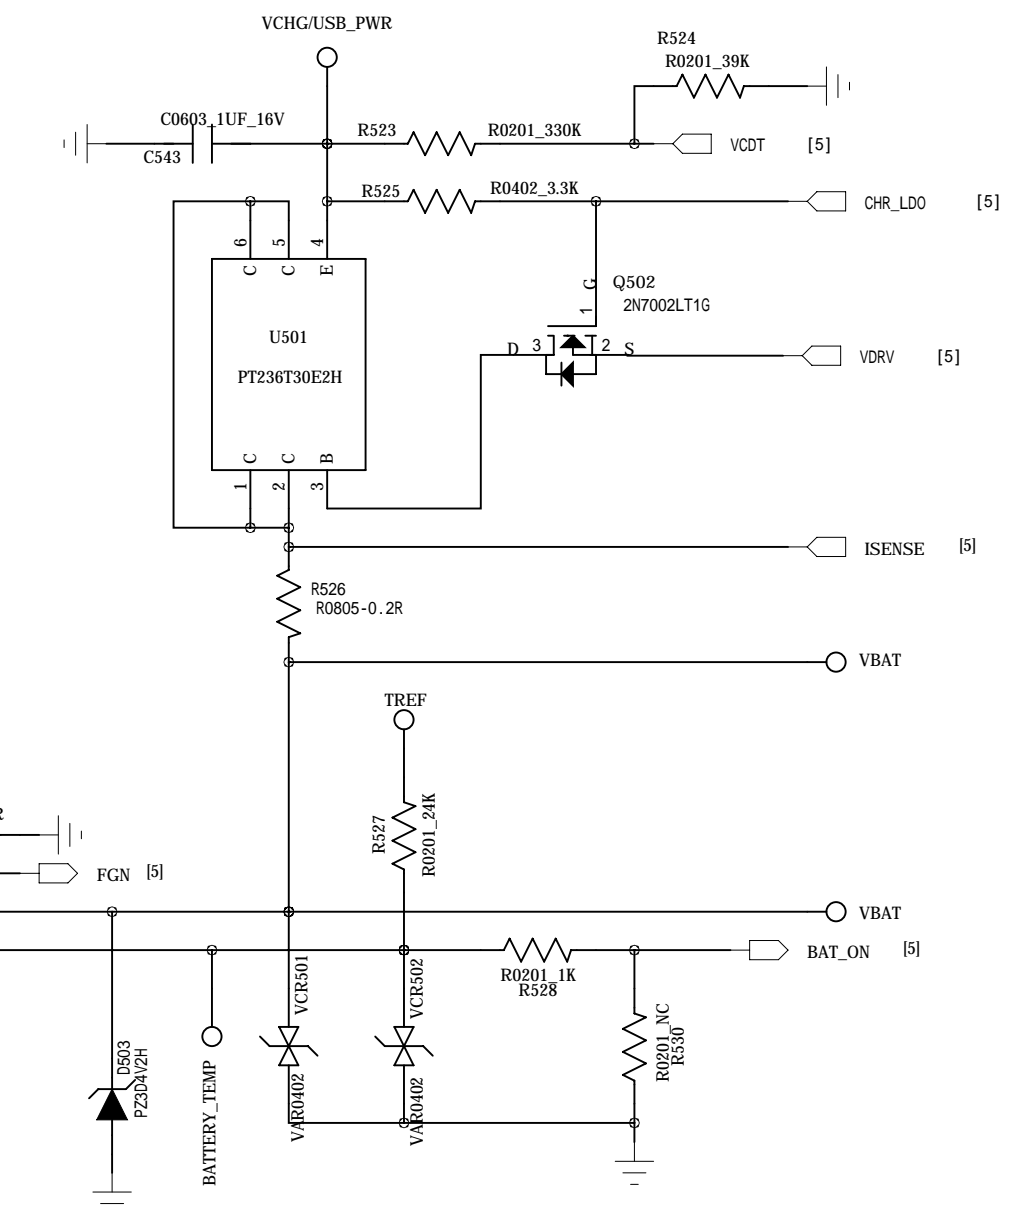 VCHG/USB_PWR
R524
R0201_39K
C0603_1UF_16V
C543
R523
R0201_330K
VCDT
[5]
R525
R0402_3.3K
CHR_LDO
[5]
6
5
4
C
C
E
G
1
Q502
2N7002LT1G
U501
PT236T30E2H
D
3
2
S
VDRV
[5]
C
C
B
1
2
3
ISENSE
[5]
R526
R0805-0.2R
VBAT
TREF
R527
R0201_24K
FGN
[5]
VBAT
BAT_ON
[5]
R0201_1K
R528
VCR501
VCR502
R0201_NC
R530
D503
PZ3D4V2H
BATTERY_TEMP
VAR0402
VAR0402